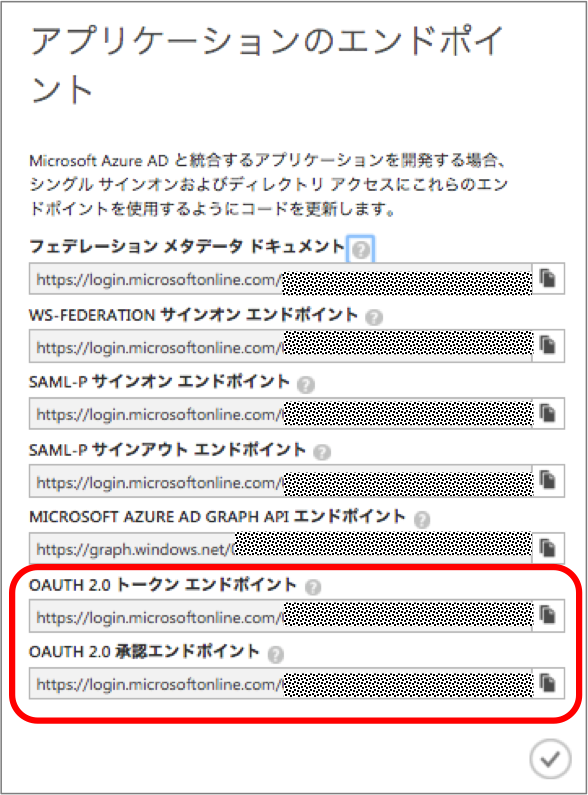 アプリケーションのエンドポイ
ント
Microsoft Azure AD と統合するアプリケーションを開発する場合、
シングル サインオンおよびディレクトリ アクセスにこれらのエン
ドポイントを使用するようにコードを更新します。
フェデレーション メタデータ ドキュメント ?
https://login.microsoftonline.com/
WS-FEDERATION サインオン エンドポイント ?
https://login.microsoftonline.com/
SAML-P サインオン エンドポイント ?
https://login.microsoftonline.com/
SAML-P サインアウト エンドポイント ?
https://login.microsoftonline.com/
MICROSOFT AZURE AD GRAPH API エンドポイント ?
https://graph.windows.net/
OAUTH 2.0 トークン エンドポイント ?
https://login.microsoftonline.com/
OAUTH 2.0 承認エンドポイント ?
https://login.microsoftonline.com/